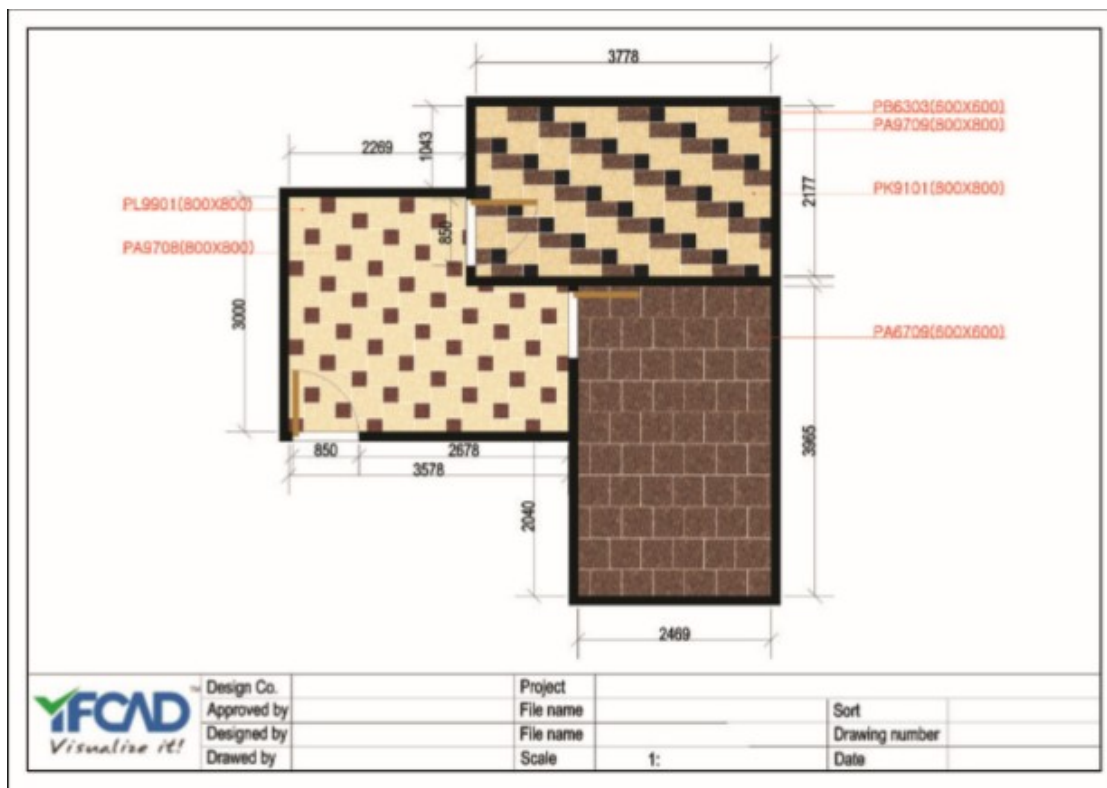 3778
PB6303(600X600)
PA9709(800X800)
2269
1043
PK9101(800X800)
2177
PL9901(800X800)
850
PA9708(800X800)
3000
PA6709(600X600)
850
2678
3578
3965
2040
2469
YFCAD™
Visualize it!
Design Co.
Project
Approved by
File name
Sort
Designed by
File name
Drawing number
Drawed by
Scale
1:
Date